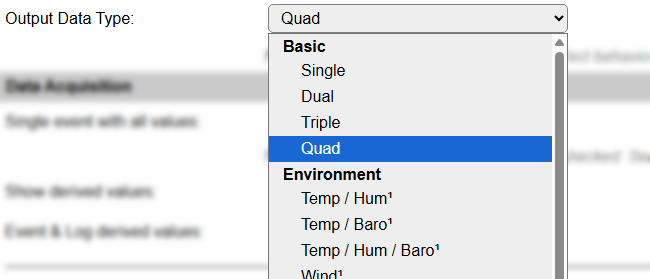 Output Data Type:
Quad
Basic
Single
Dual
Triple
Quad
Environment
Temp / Hum¹
Temp / Baro¹
Temp / Hum / Baro¹
Wind¹
Data Acquisition
Single event with all values:
Show derived values:
Event & Log derived values: